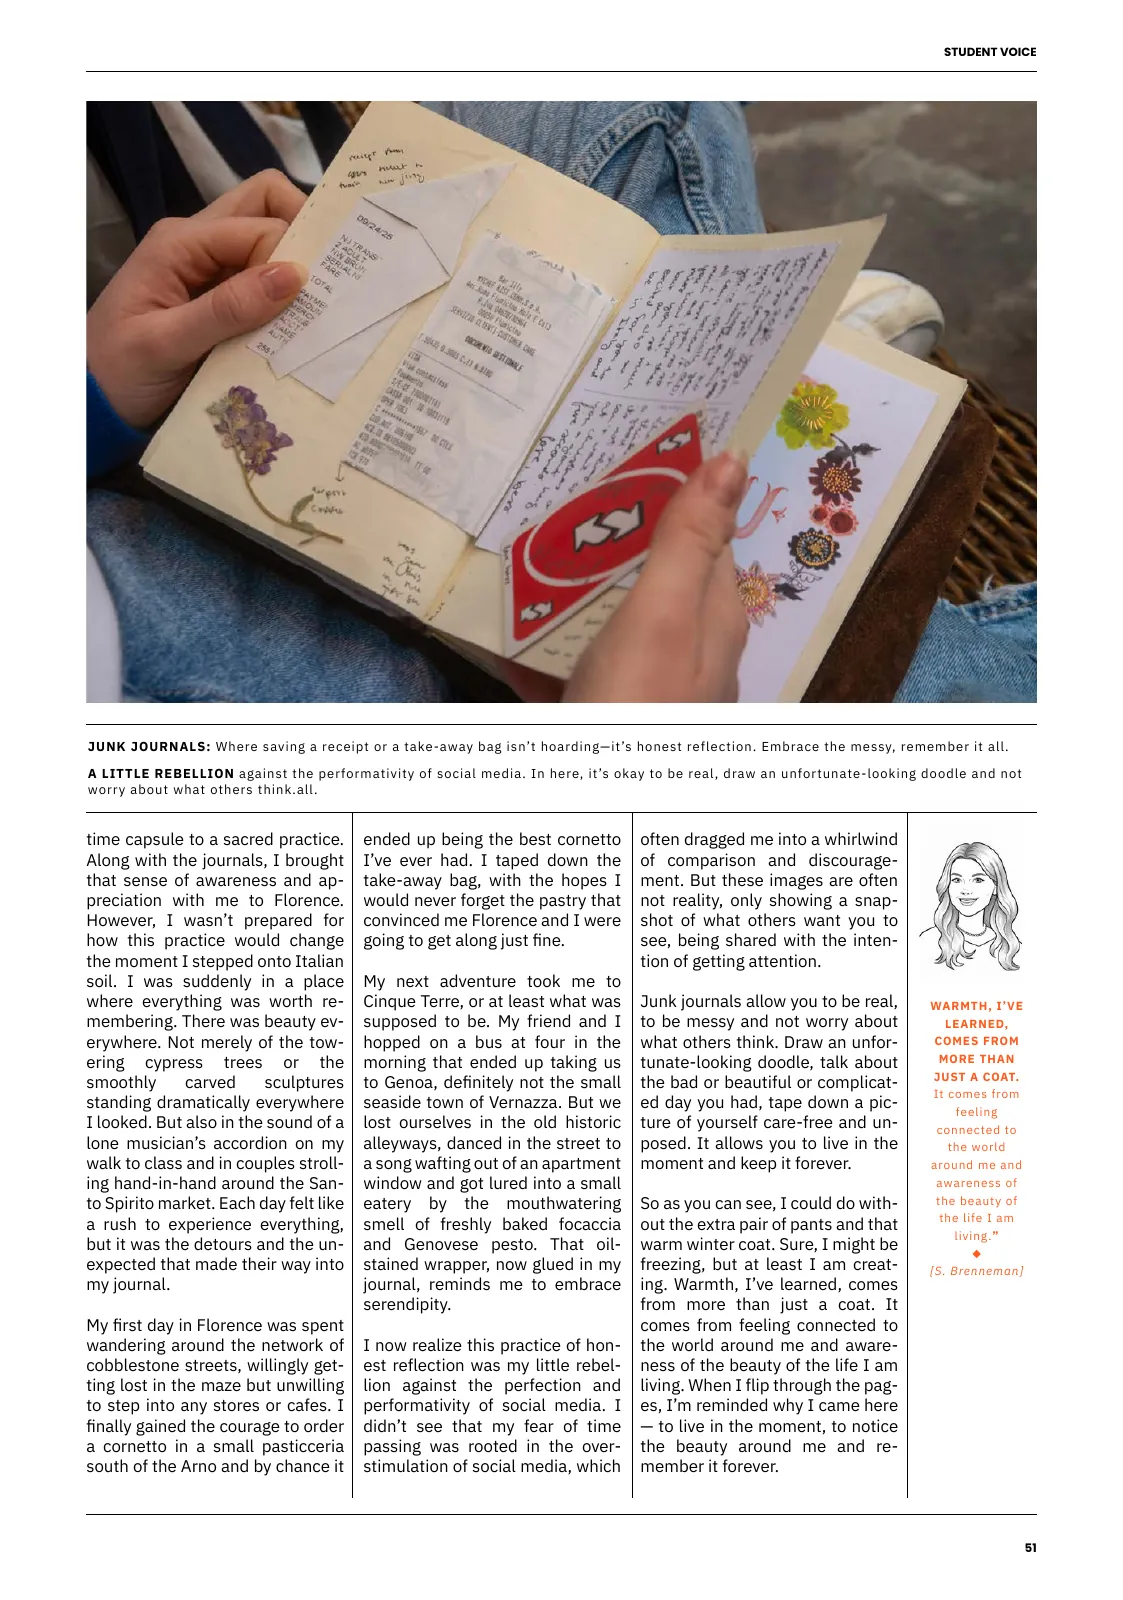 STUDENT VOICE
receipt from
09/24/25
NJ TRANSI
2 ADULT
NW BRUN
SERIAL N
FARE
TOTAL
PAYME
AMOUN
TRANS
ACCT
NAME
AUTH
DOCUMENTO GESTIONALE
airport
JUNK JOURNALS: Where saving a receipt or a take-away bag isn’t hoarding—it’s honest reflection. Embrace the messy, remember it all.
A LITTLE REBELLION against the performativity of social media. In here, it’s okay to be real, draw an unfortunate-looking doodle and not
worry about what others think.all.
time capsule to a sacred practice.
Along with the journals, I brought
that sense of awareness and ap-
preciation with me to Florence.
However, I wasn’t prepared for
how this practice would change
the moment I stepped onto Italian
soil. I was suddenly in a place
where everything was worth re-
membering. There was beauty ev-
erywhere. Not merely of the tow-
ering cypress trees or the
smoothly carved sculptures
standing dramatically everywhere
I looked. But also in the sound of a
lone musician’s accordion on my
walk to class and in couples stroll-
ing hand-in-hand around the San-
to Spirito market. Each day felt like
a rush to experience everything,
but it was the detours and the un-
expected that made their way into
my journal.
My first day in Florence was spent
wandering around the network of
cobblestone streets, willingly get-
ting lost in the maze but unwilling
to step into any stores or cafes. I
finally gained the courage to order
a cornetto in a small pasticceria
south of the Arno and by chance it
ended up being the best cornetto
I’ve ever had. I taped down the
take-away bag, with the hopes I
would never forget the pastry that
convinced me Florence and I were
going to get along just fine.
My next adventure took me to
Cinque Terre, or at least what was
supposed to be. My friend and I
hopped on a bus at four in the
morning that ended up taking us
to Genoa, definitely not the small
seaside town of Vernazza. But we
lost ourselves in the old historic
alleyways, danced in the street to
a song wafting out of an apartment
window and got lured into a small
eatery by the mouthwatering
smell of freshly baked focaccia
and Genovese pesto. That oil-
stained wrapper, now glued in my
journal, reminds me to embrace
serendipity.
I now realize this practice of hon-
est reflection was my little rebel-
lion against the perfection and
performativity of social media. I
didn’t see that my fear of time
passing was rooted in the over-
stimulation of social media, which
often dragged me into a whirlwind
of comparison and discourage-
ment. But these images are often
not reality, only showing a snap-
shot of what others want you to
see, being shared with the inten-
tion of getting attention.
Junk journals allow you to be real,
to be messy and not worry about
what others think. Draw an unfor-
tunate-looking doodle, talk about
the bad or beautiful or complicat-
ed day you had, tape down a pic-
ture of yourself care-free and un-
posed. It allows you to live in the
moment and keep it forever.
So as you can see, I could do with-
out the extra pair of pants and that
warm winter coat. Sure, I might be
freezing, but at least I am creat-
ing. Warmth, I’ve learned, comes
from more than just a coat. It
comes from feeling connected to
the world around me and aware-
ness of the beauty of the life I am
living. When I flip through the pag-
es, I’m reminded why I came here
— to live in the moment, to notice
the beauty around me and re-
member it forever.
WARMTH, I’VE
LEARNED,
COMES FROM
MORE THAN
JUST A COAT.
It comes from
feeling
connected to
the world
around me and
awareness of
the beauty of
the life I am
living.”
[S. Brenneman]
51